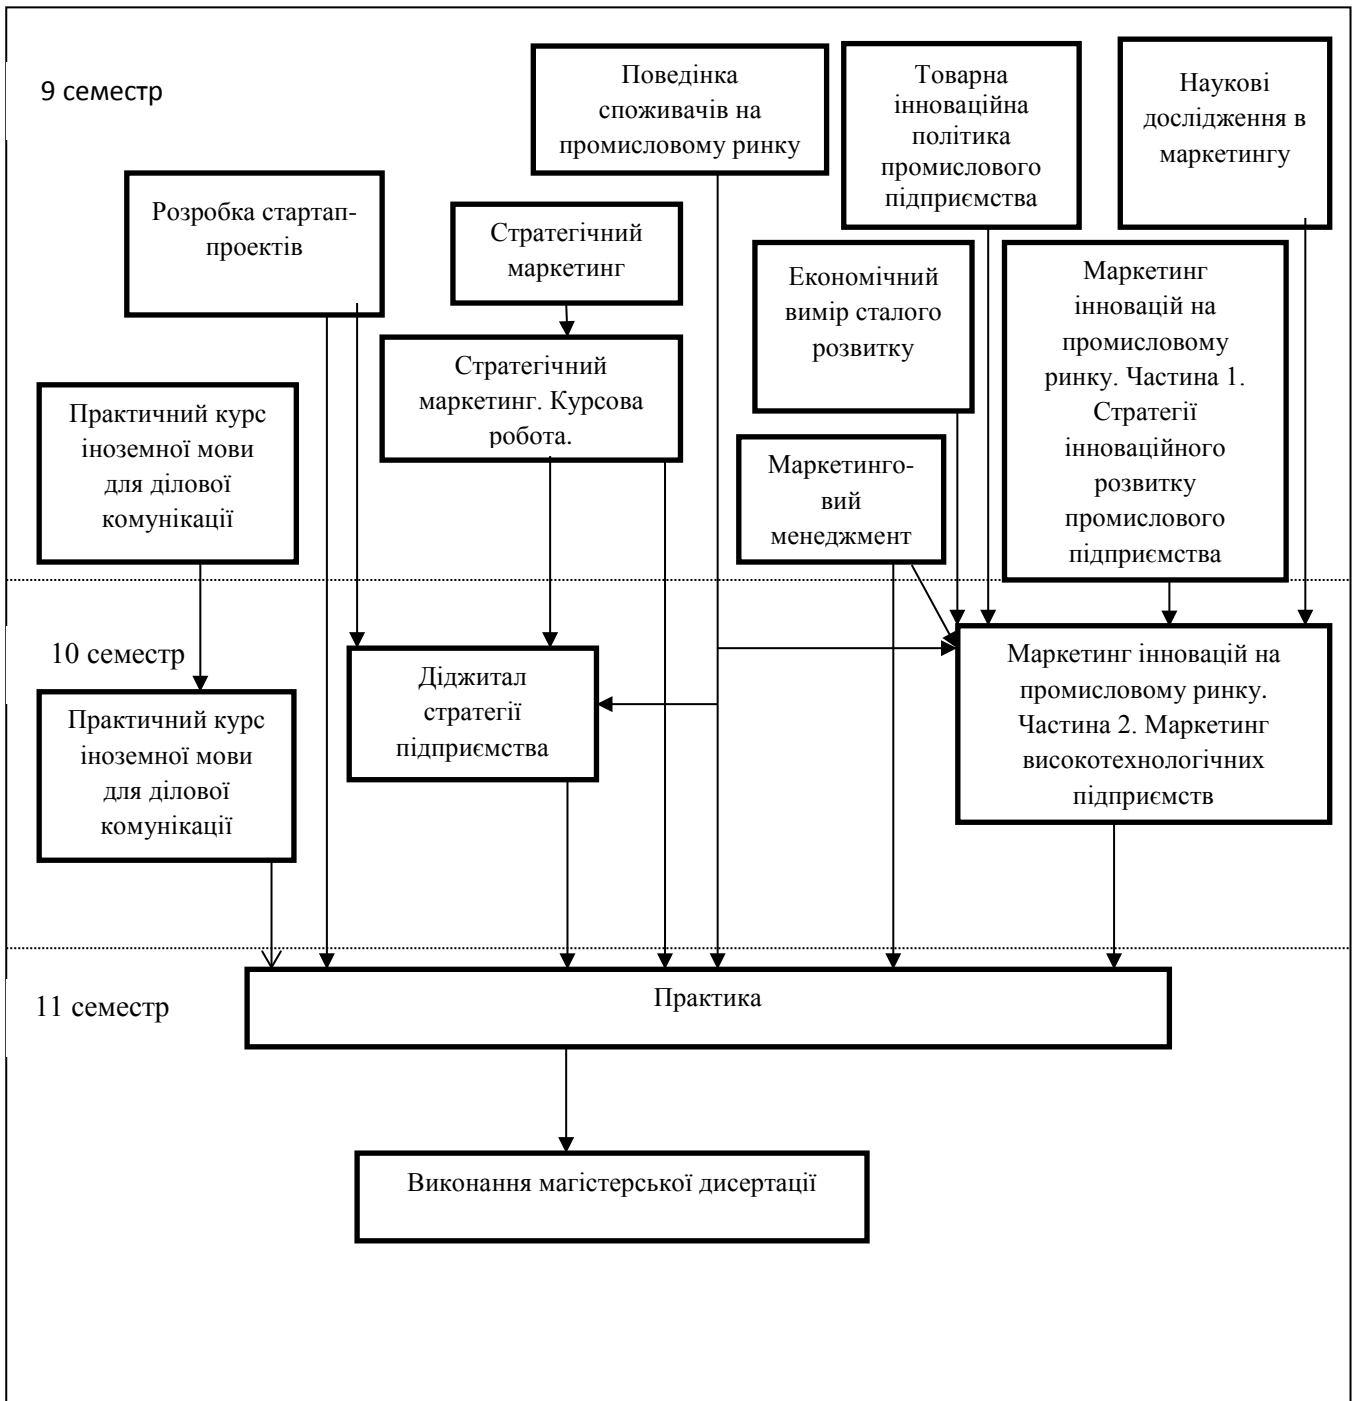 9 семестр
Поведінка
споживачів на
промисловому ринку
Товарна
інноваційна
політика
промислового
підприємства
Наукові
дослідження в
маркетингу
Розробка стартап-
проектів
Стратегічний
маркетинг
Економічний
вимір сталого
розвитку
Маркетинг
інновацій на
промисловому
ринку. Частина 1.
Стратегії
інноваційного
розвитку
промислового
підприємства
Стратегічний
маркетинг. Курсова
робота.
Практичний курс
іноземної мови
для ділової
комунікації
Маркетинго-
вий
менеджмент
10 семестр
Практичний курс
іноземної мови
для ділової
комунікації
Діджитал
стратегії
підприємства
Маркетинг інновацій на
промисловому ринку.
Частина 2. Маркетинг
високотехнологічних
підприємств
11 семестр
Практика
Виконання магістерської дисертації